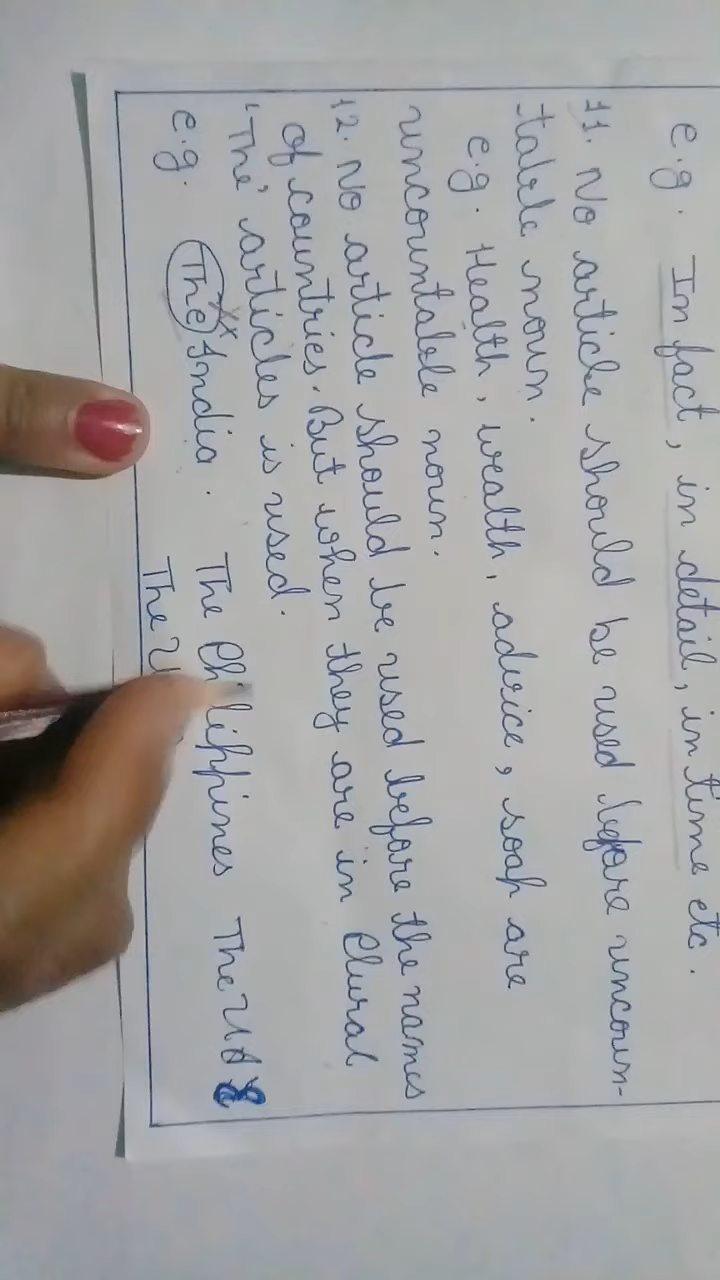 e.g. In fact, in detail, in time etc.
11. No article should be used before uncoun-
table noun.
e.g. Health, wealth, advice, soap are
uncountable noun.
12. No article should be used before the names
of countries. But when they are in Plural
'The' articles is used.
e.g. The India. The Philippines The UAE
The U